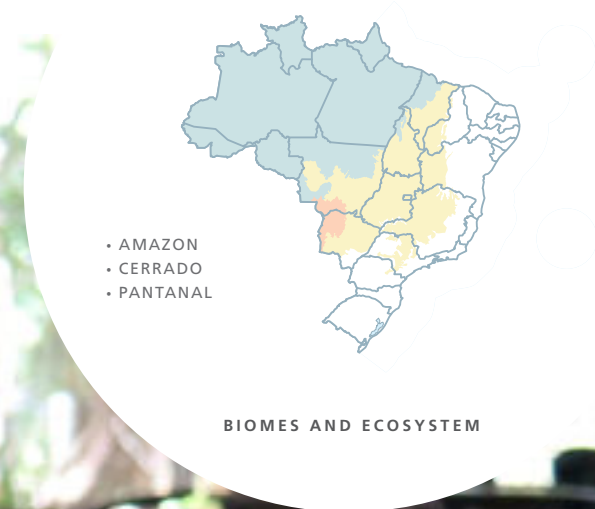 • AMAZON
• CERRADO
• PANTANAL
BIOMES AND ECOSYSTEM